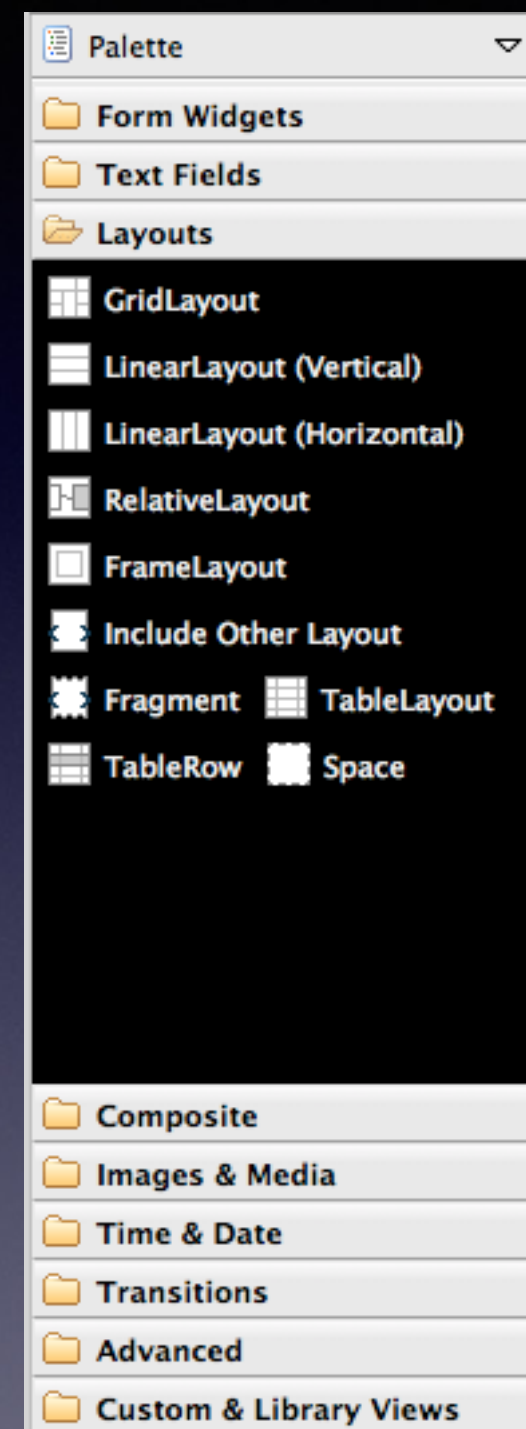 Palette
Form Widgets
Text Fields
Layouts
GridLayout
LinearLayout (Vertical)
LinearLayout (Horizontal)
RelativeLayout
FrameLayout
Include Other Layout
Fragment TableLayout
TableRow Space
Composite
Images & Media
Time & Date
Transitions
Advanced
Custom & Library Views